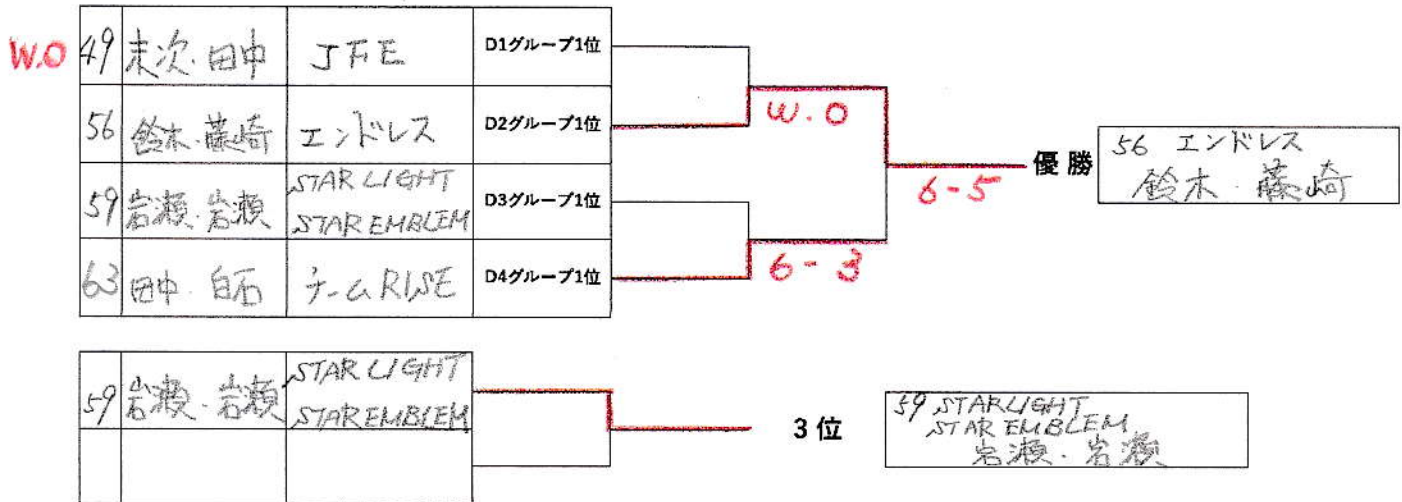 W.O 49 末次・田中 JFE D1グループ1位
56 鈴木・藤崎 エンドレス D2グループ1位
W.O
59 岩瀬・岩瀬 STAR LIGHT STAR EMBLEM D3グループ1位
63 田中・白石 チームRISE D4グループ1位
6-3
6-5
優勝
56 エンドレス
鈴木・藤崎
59 岩瀬・岩瀬 STAR LIGHT STAR EMBLEM
3位
59 STARLIGHT
STAR EMBLEM
岩瀬・岩瀬